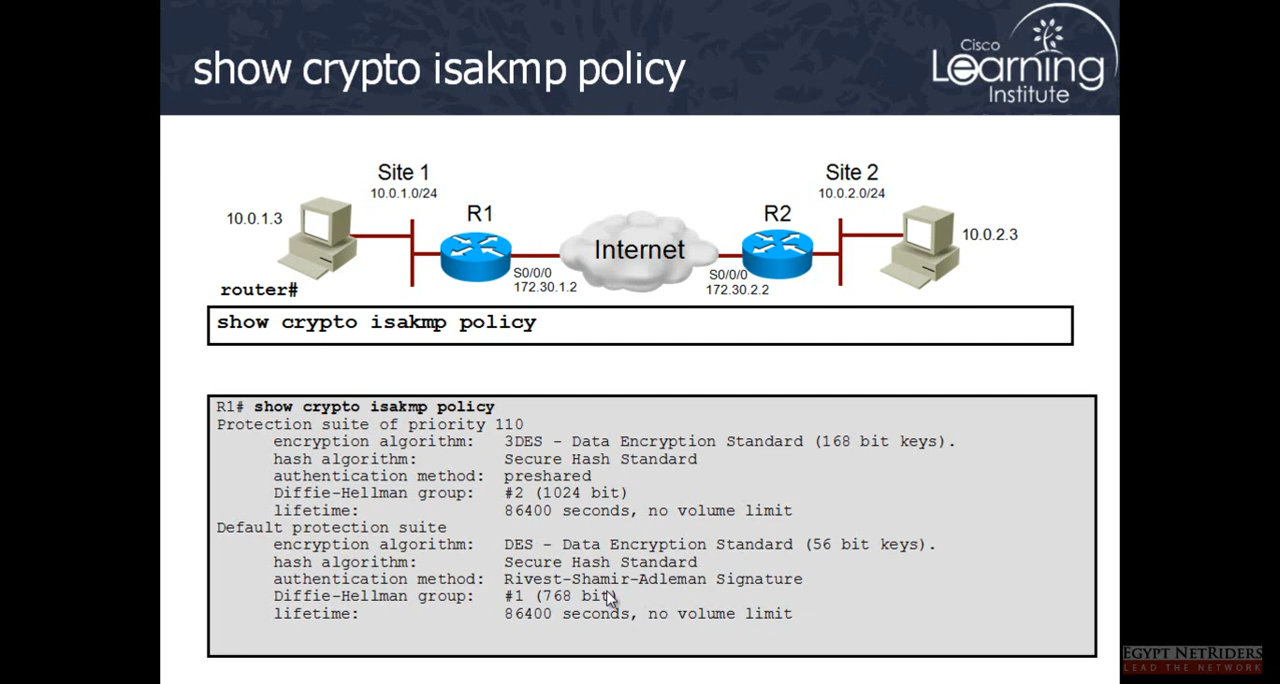 show crypto isakmp policy
Cisco
Learning
Institute
Site 1
10.0.1.0/24
Site 2
10.0.2.0/24
10.0.1.3
R1
Internet
R2
10.0.2.3
S0/0/0
172.30.1.2
S0/0/0
172.30.2.2
router#
show crypto isakmp policy
R1# show crypto isakmp policy
Protection suite of priority 110
encryption algorithm: 3DES - Data Encryption Standard (168 bit keys).
hash algorithm: Secure Hash Standard
authentication method: preshared
Diffie-Hellman group: #2 (1024 bit)
lifetime: 86400 seconds, no volume limit
Default protection suite
encryption algorithm: DES - Data Encryption Standard (56 bit keys).
hash algorithm: Secure Hash Standard
authentication method: Rivest-Shamir-Adleman Signature
Diffie-Hellman group: #1 (768 bit)
lifetime: 86400 seconds, no volume limit
EGYPT NETRIDERS
LEAD THE NETWORK